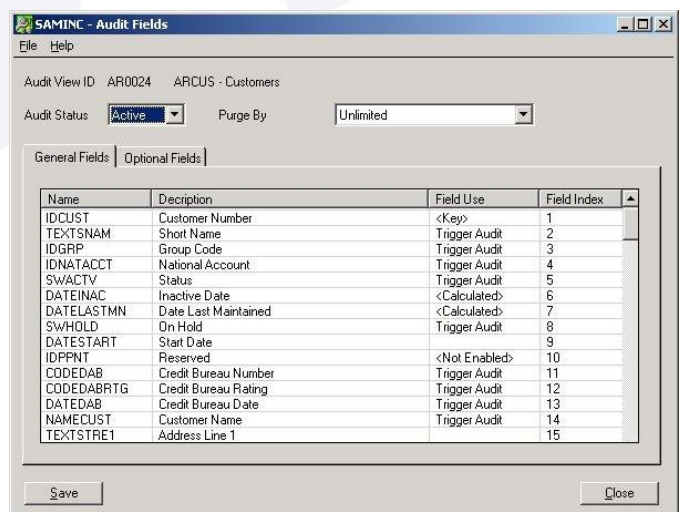 SAMINC - Audit Fields
File Help
Audit View ID AR0024 ARCUS - Customers
Audit Status Active Purge By Unlimited
General Fields Optional Fields
Name Decription Field Use Field Index
IDCUST Customer Number <Key> 1
TEXTSNAM Short Name Trigger Audit 2
IDGRP Group Code Trigger Audit 3
IDNATACCT National Account Trigger Audit 4
SWACTV Status Trigger Audit 5
DATEINAC Inactive Date <Calculated> 6
DATELASTMN Date Last Maintained <Calculated> 7
SWHOLD On Hold Trigger Audit 8
DATESTART Start Date 9
IDPPNT Reserved <Not Enabled> 10
CODEDAB Credit Bureau Number Trigger Audit 11
CODEDABRTG Credit Bureau Rating Trigger Audit 12
DATEDAB Credit Bureau Date Trigger Audit 13
NAMECUST Customer Name Trigger Audit 14
TEXTSTRE1 Address Line 1 15
Save Close